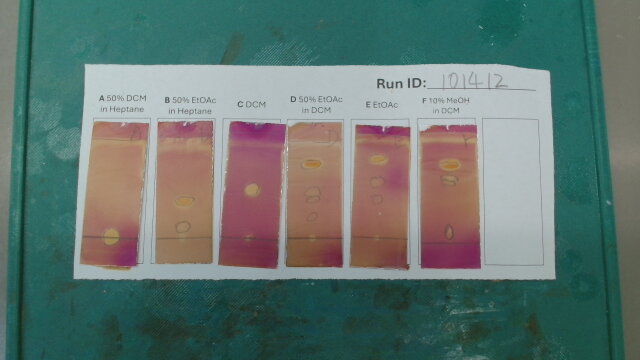 Run ID: 101412
A 50% DCM in Heptane
B 50% EtOAc in Heptane
C DCM
D 50% EtOAc in DCM
E EtOAc
F 10% MeOH in DCM